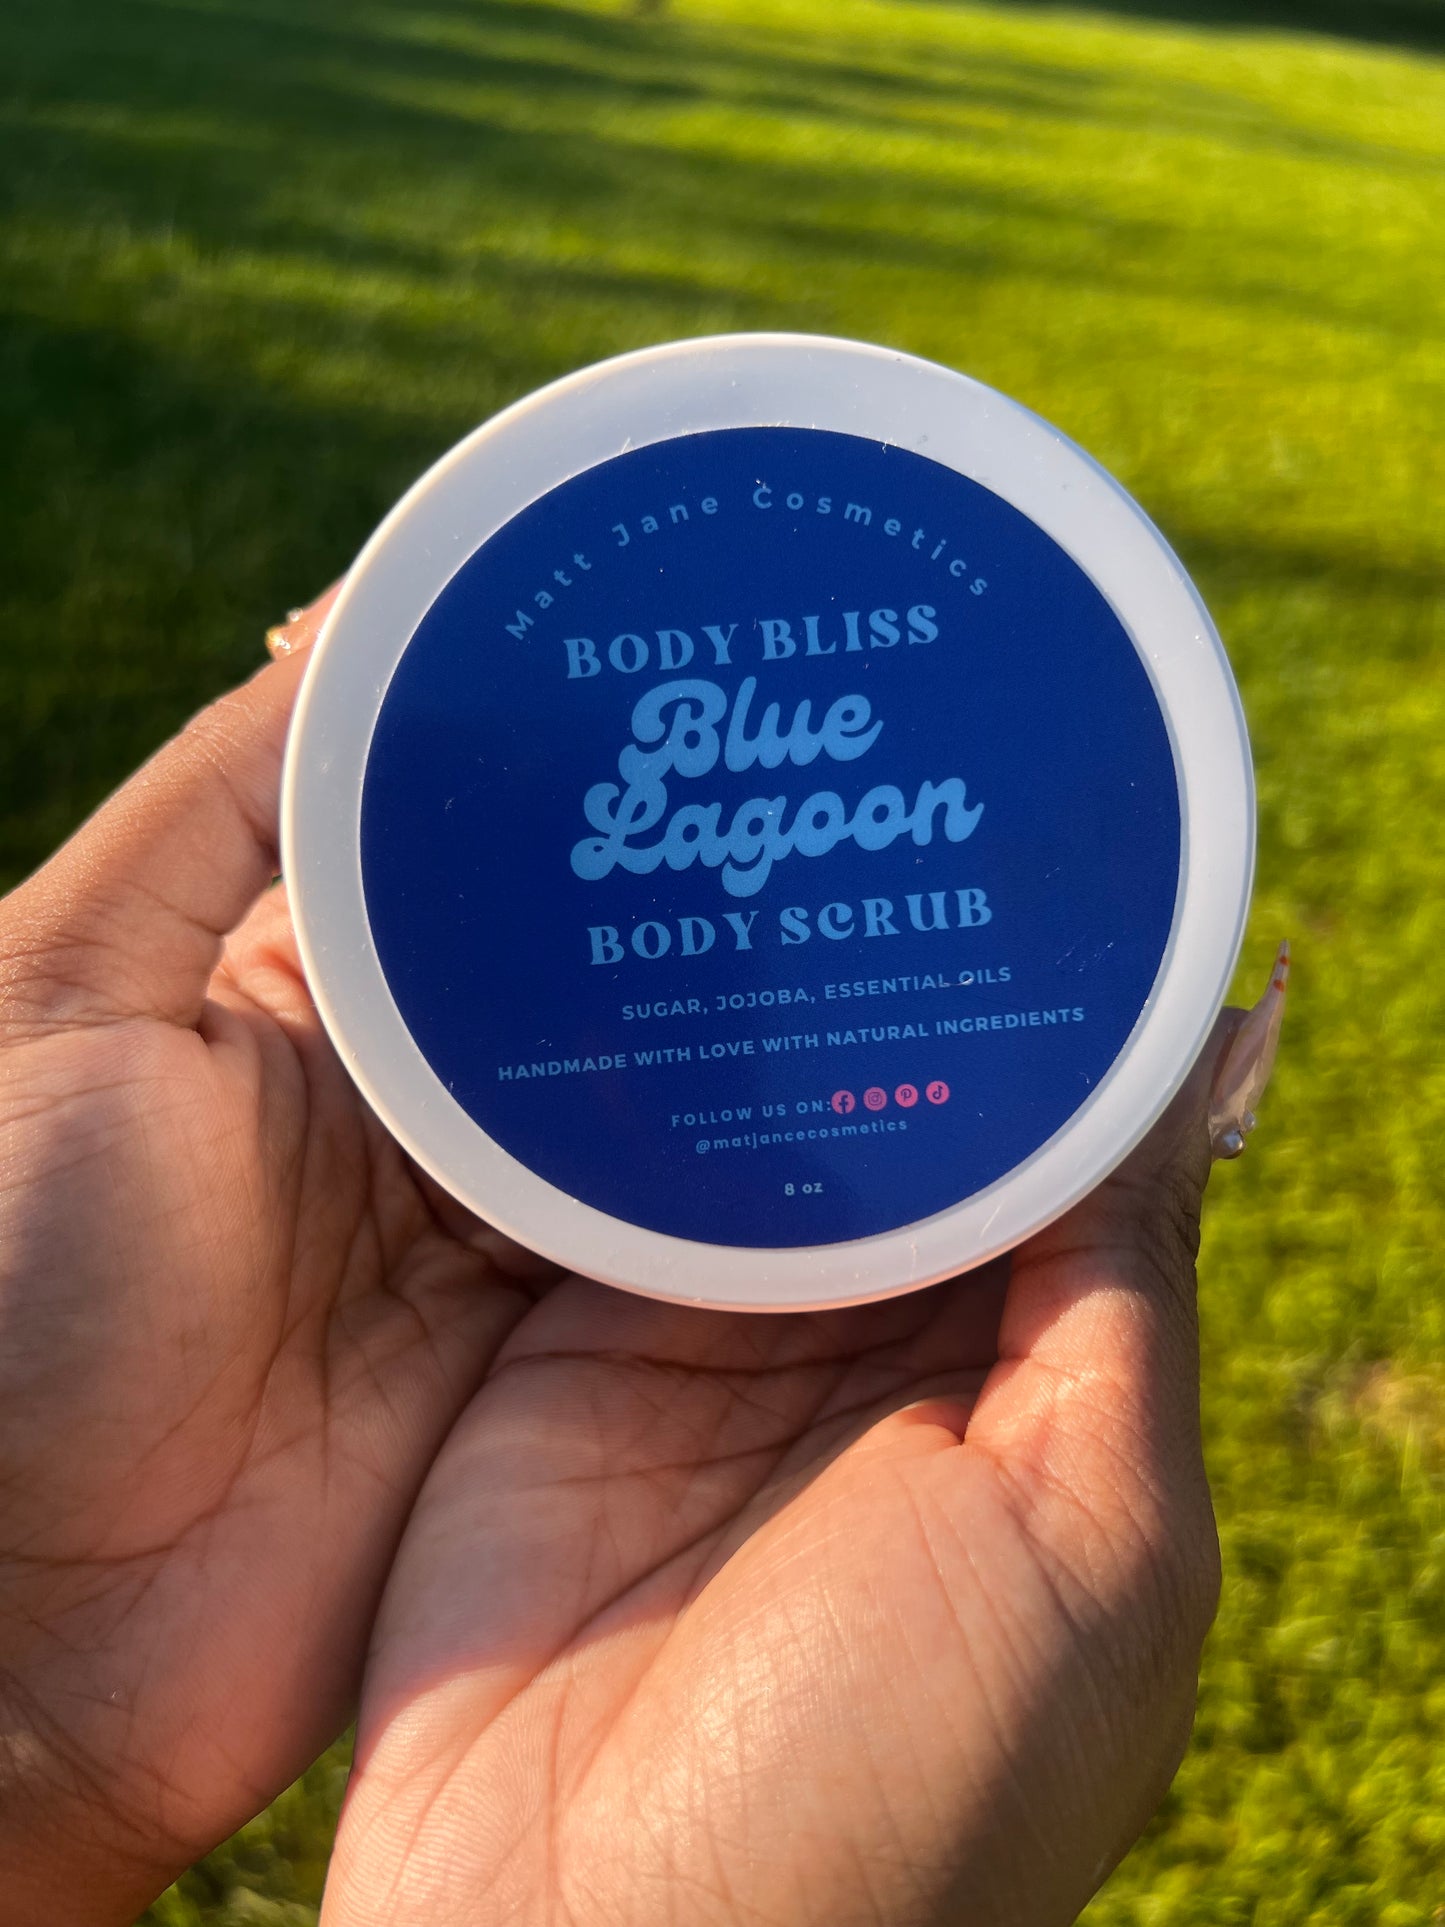 Matt Jane Cosmetics
BODY BLISS
Blue
Lagoon
BODY SCRUB
SUGAR, JOJOBA, ESSENTIAL OILS
HANDMADE WITH LOVE WITH NATURAL INGREDIENTS
FOLLOW US ON:
@matjancecosmetics
8 oz